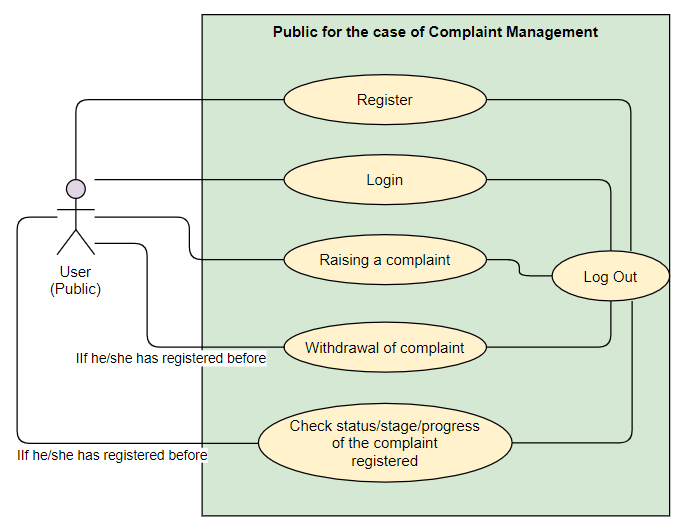 Public for the case of Complaint Management
Register
Login
Raising a complaint
Log Out
User
(Public)
Withdrawal of complaint
IIf he/she has registered before
Check status/stage/progress
of the complaint
registered
IIf he/she has registered before